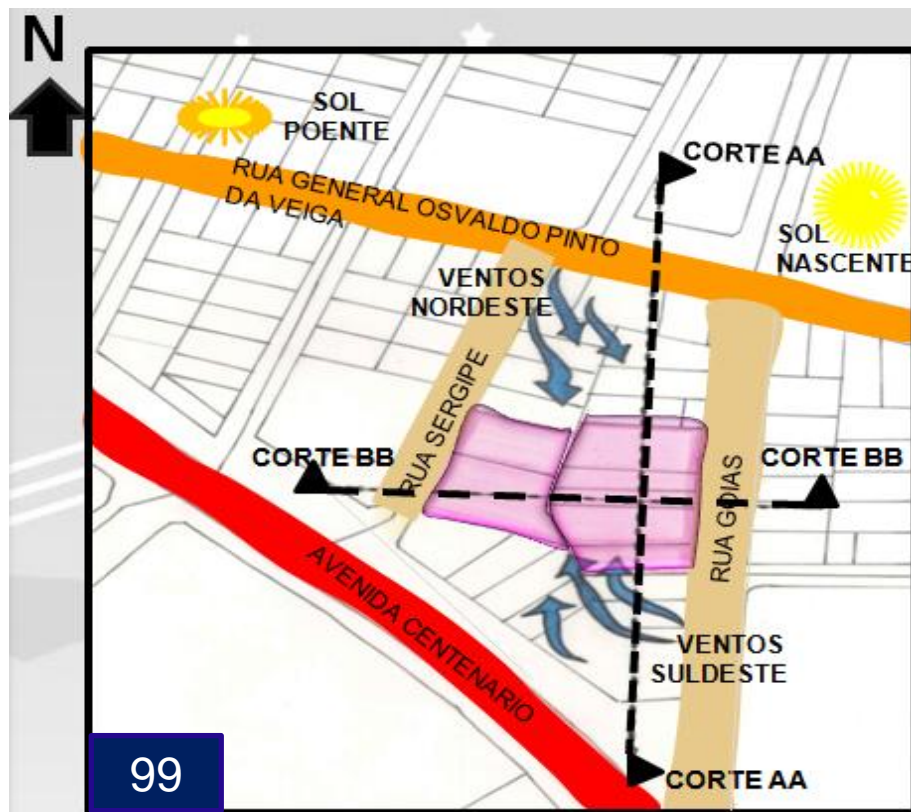 N
SOL
POENTE
CORTE AA
RUA GENERAL OSVALDO PINTO
DA VEIGA
SOL
NASCENTE
VENTOS
NORDESTE
RUA SERGIPE
CORTE BB
CORTE BB
RUA GOIAS
AVENIDA CENTENARIO
VENTOS
SULDESTE
CORTE AA
99